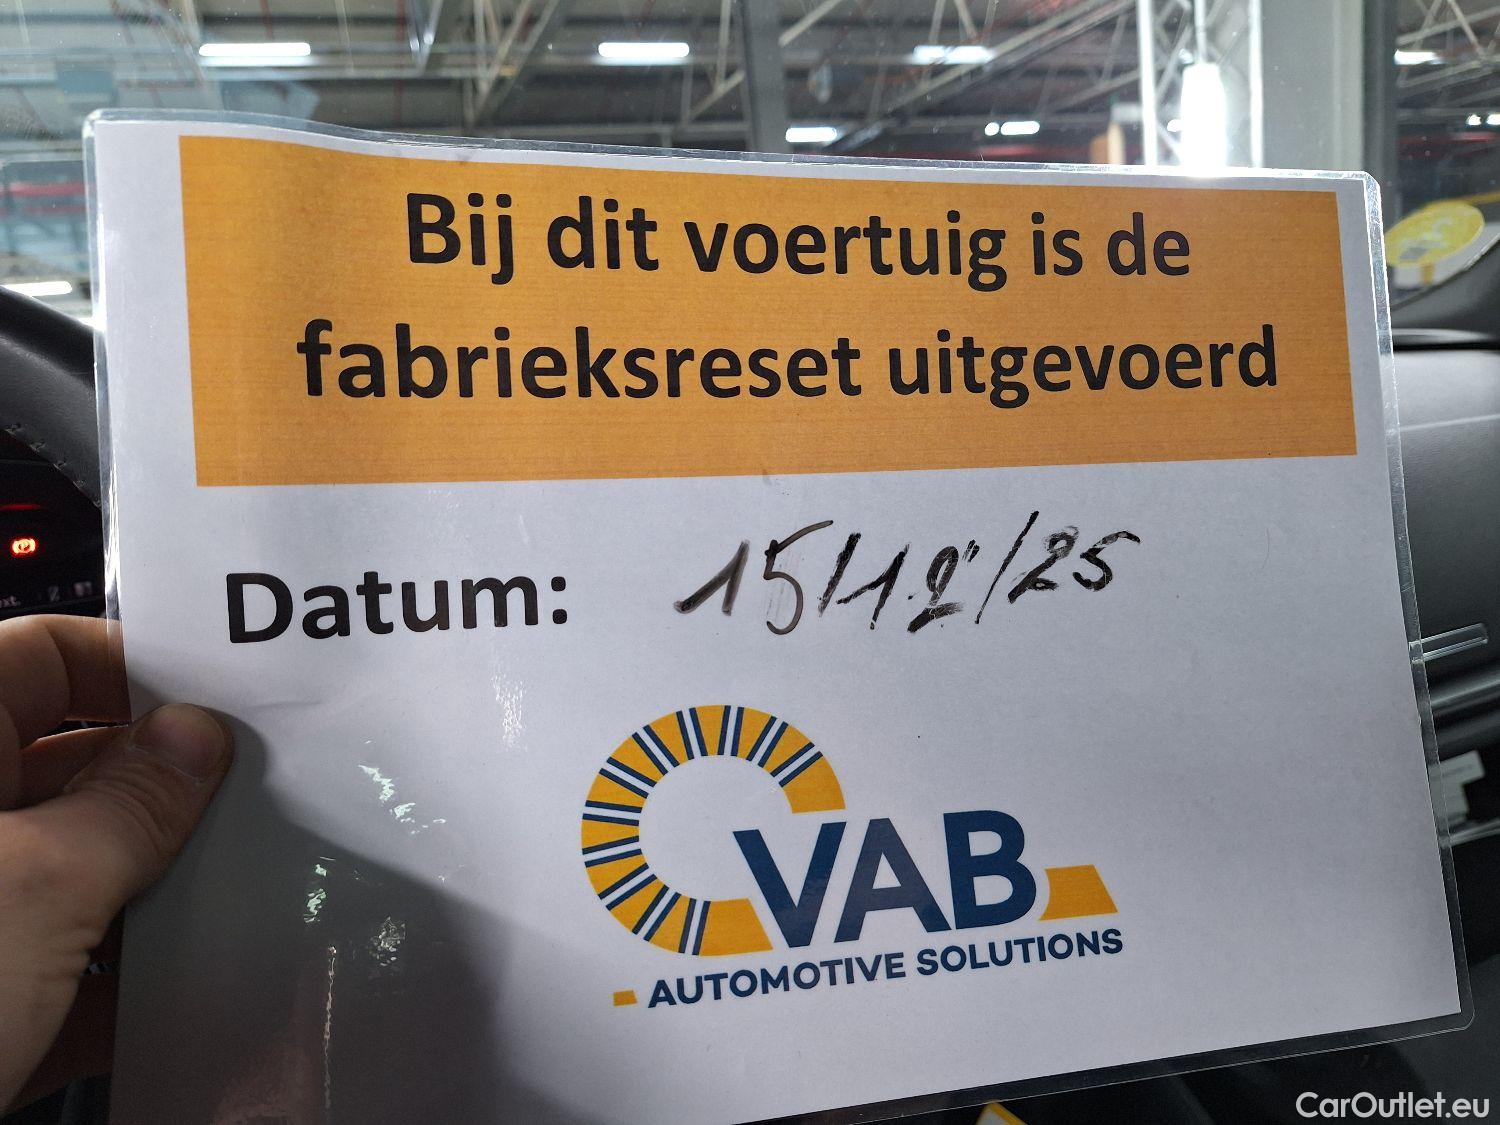 Bij dit voertuig is de
fabrieksreset uitgevoerd
Datum: 15/12/25
VAB
AUTOMOTIVE SOLUTIONS
CarOutlet.eu